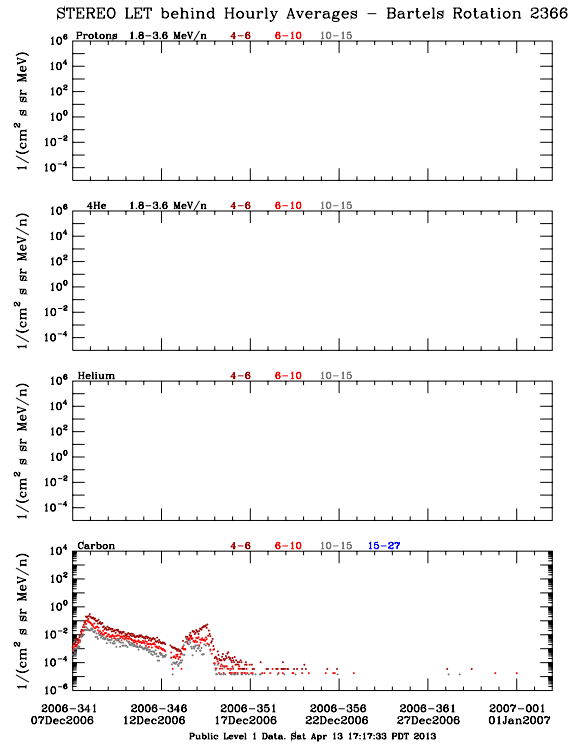 STEREO LET behind Hourly Averages - Bartels Rotation 2366
Protons 1.8-3.6 MeV/n 4-6 6-10 10-15
10^6
10^4
10^2
10^0
10^-2
10^-4
1/(cm^2 s sr MeV)
4He 1.8-3.6 MeV/n 4-6 6-10 10-15
10^6
10^4
10^2
10^0
10^-2
10^-4
1/(cm^2 s sr MeV/n)
Helium 4-6 6-10 10-15
10^6
10^4
10^2
10^0
10^-2
10^-4
1/(cm^2 s sr MeV/n)
Carbon 4-6 6-10 10-15 15-27
10^4
10^2
10^0
10^-2
10^-4
10^-6
1/(cm^2 s sr MeV/n)
2006-341 2006-346 2006-351 2006-356 2006-361 2007-001
07Dec2006 12Dec2006 17Dec2006 22Dec2006 27Dec2006 01Jan2007
Public Level 1 Data. Sat Apr 13 17:17:33 PDT 2013